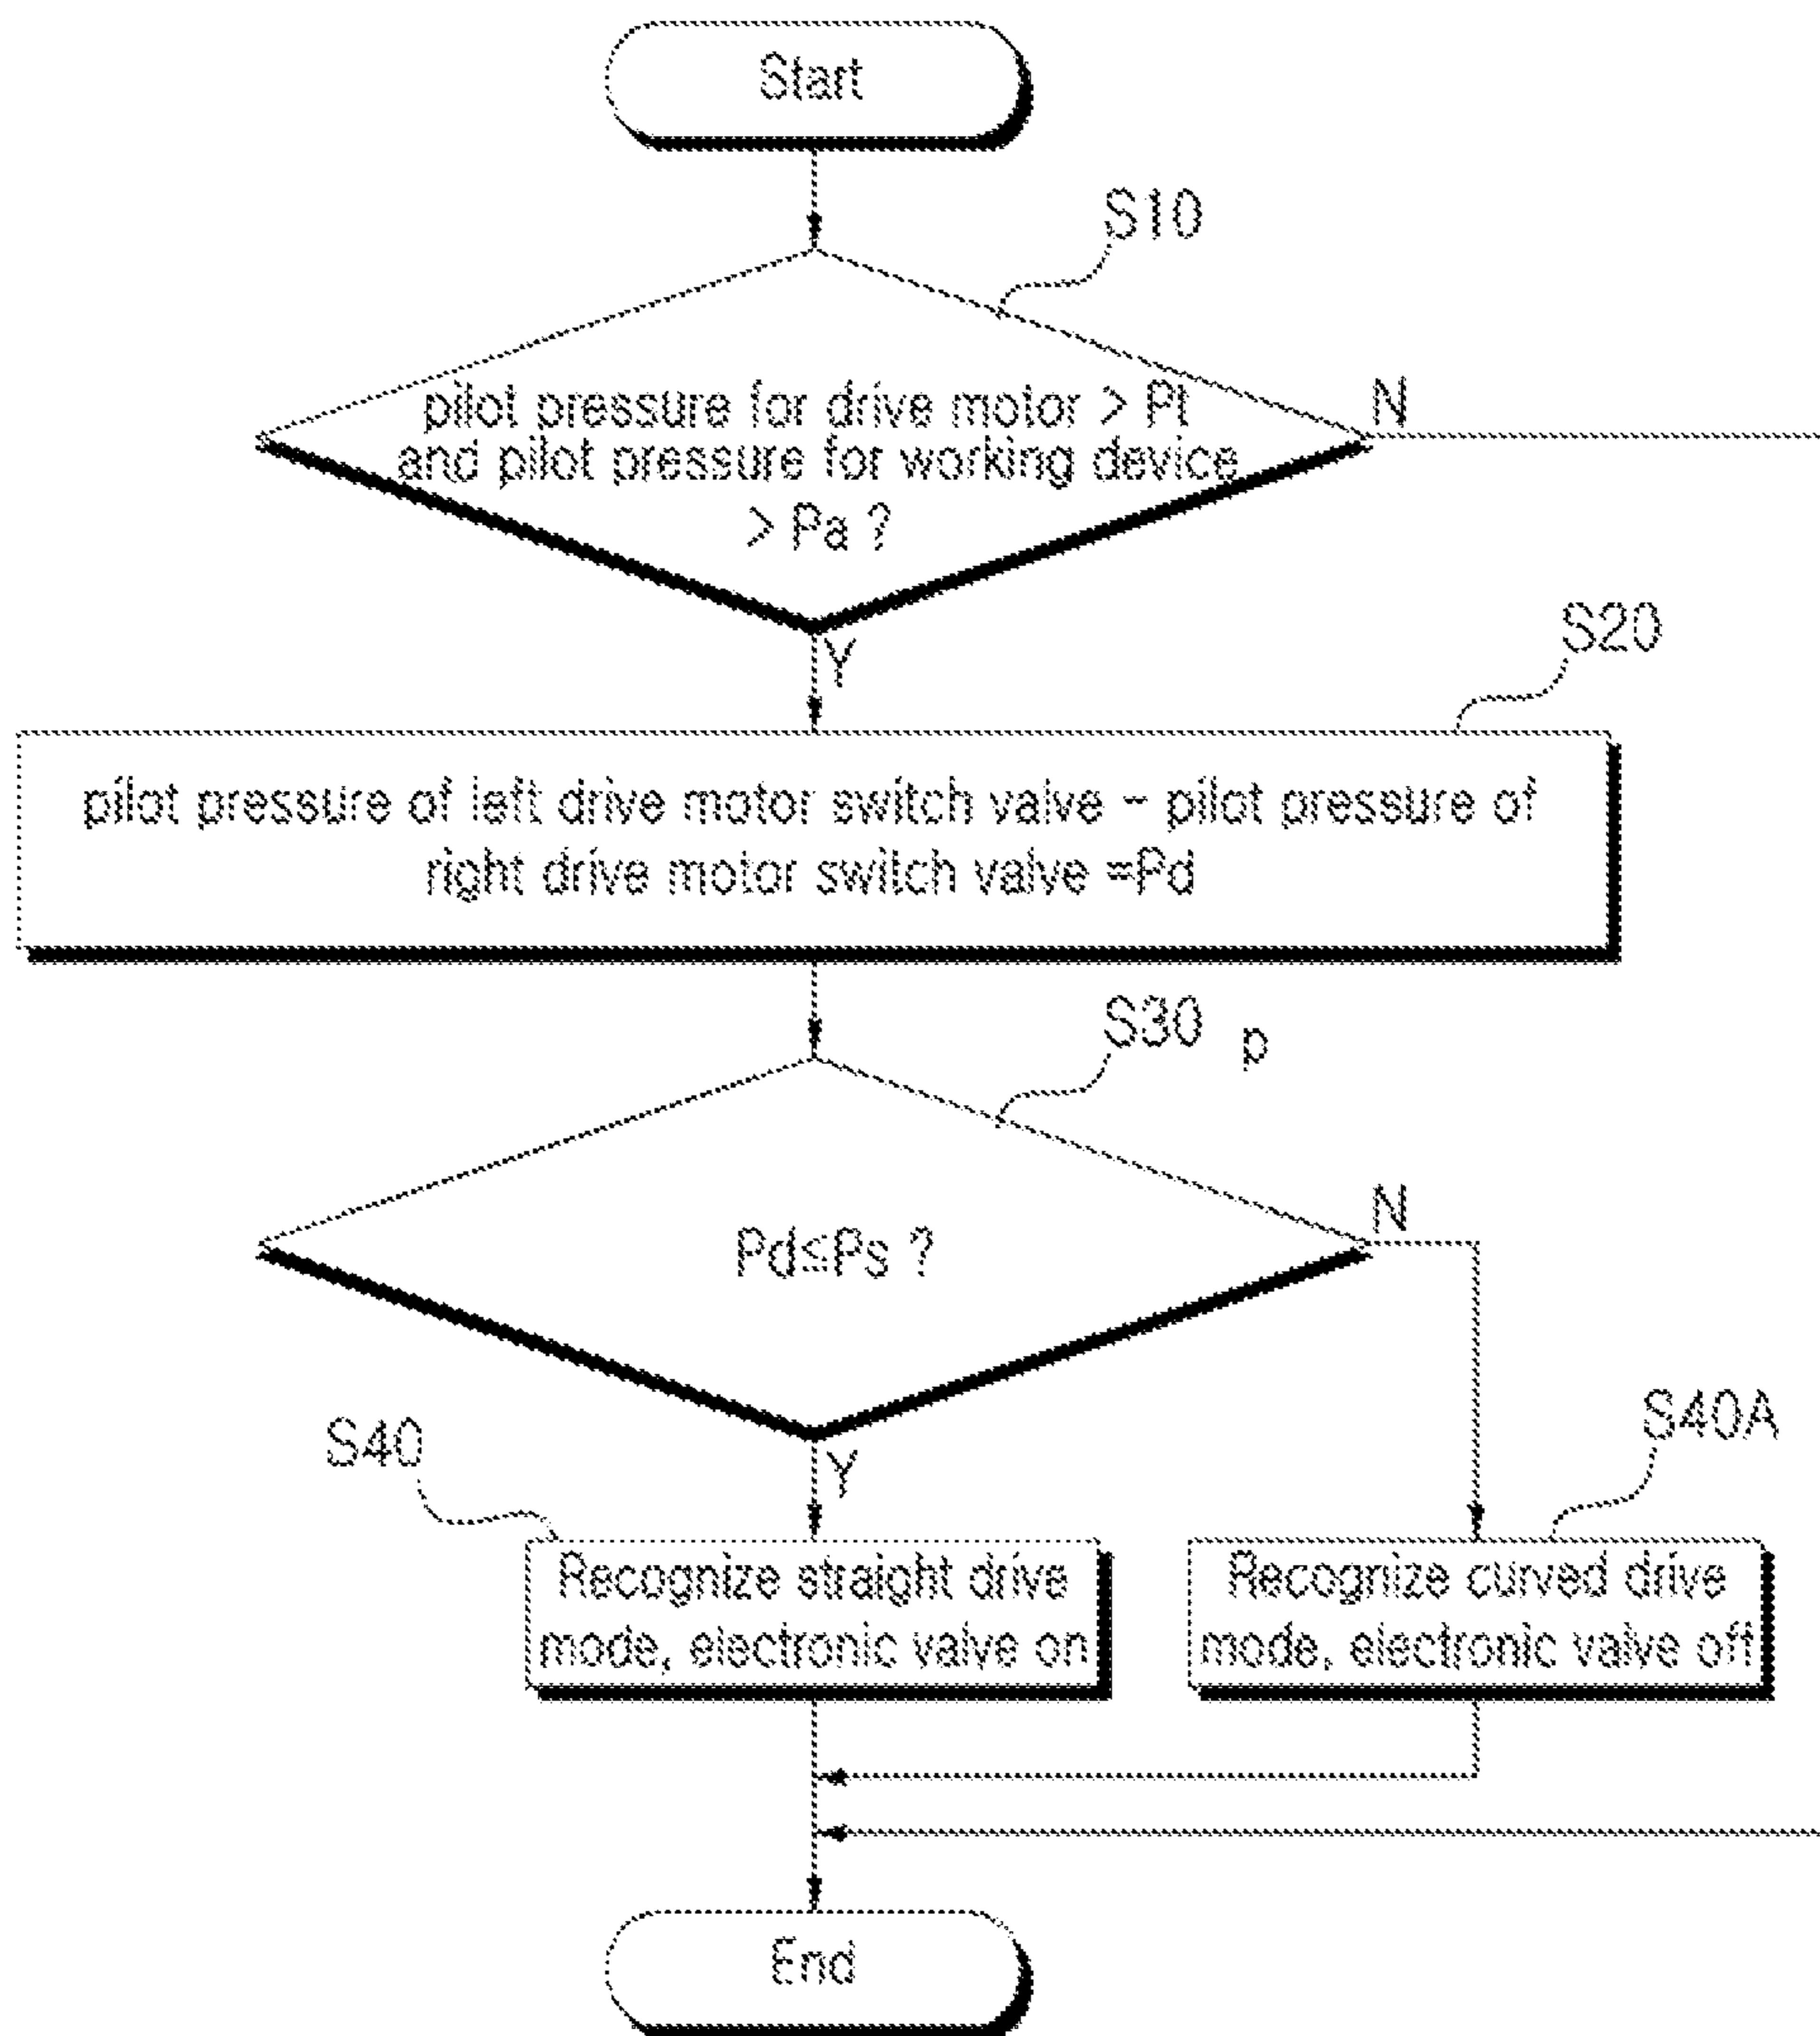 Start
S10
pilot pressure for drive motor > Pt
and pilot pressure for working device
> Pa ?
N
Y
S20
pilot pressure of left drive motor switch valve - pilot pressure of
right drive motor switch valve =Pd
S30
p
Pd≤Ps ?
N
Y
S40
S40A
Recognize straight drive
mode, electronic valve on
Recognize curved drive
mode, electronic valve off
End